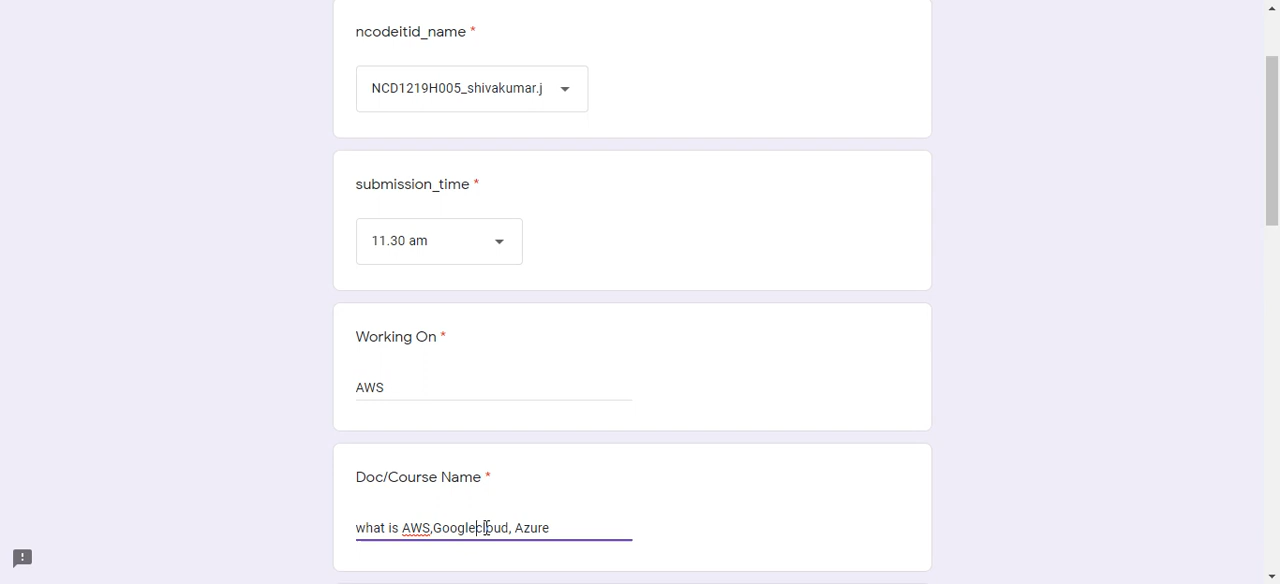 ncodeitid_name *
NCD1219H005_shivakumar.j
submission_time *
11.30 am
Working On *
AWS
Doc/Course Name *
what is AWS,Googlecloud, Azure